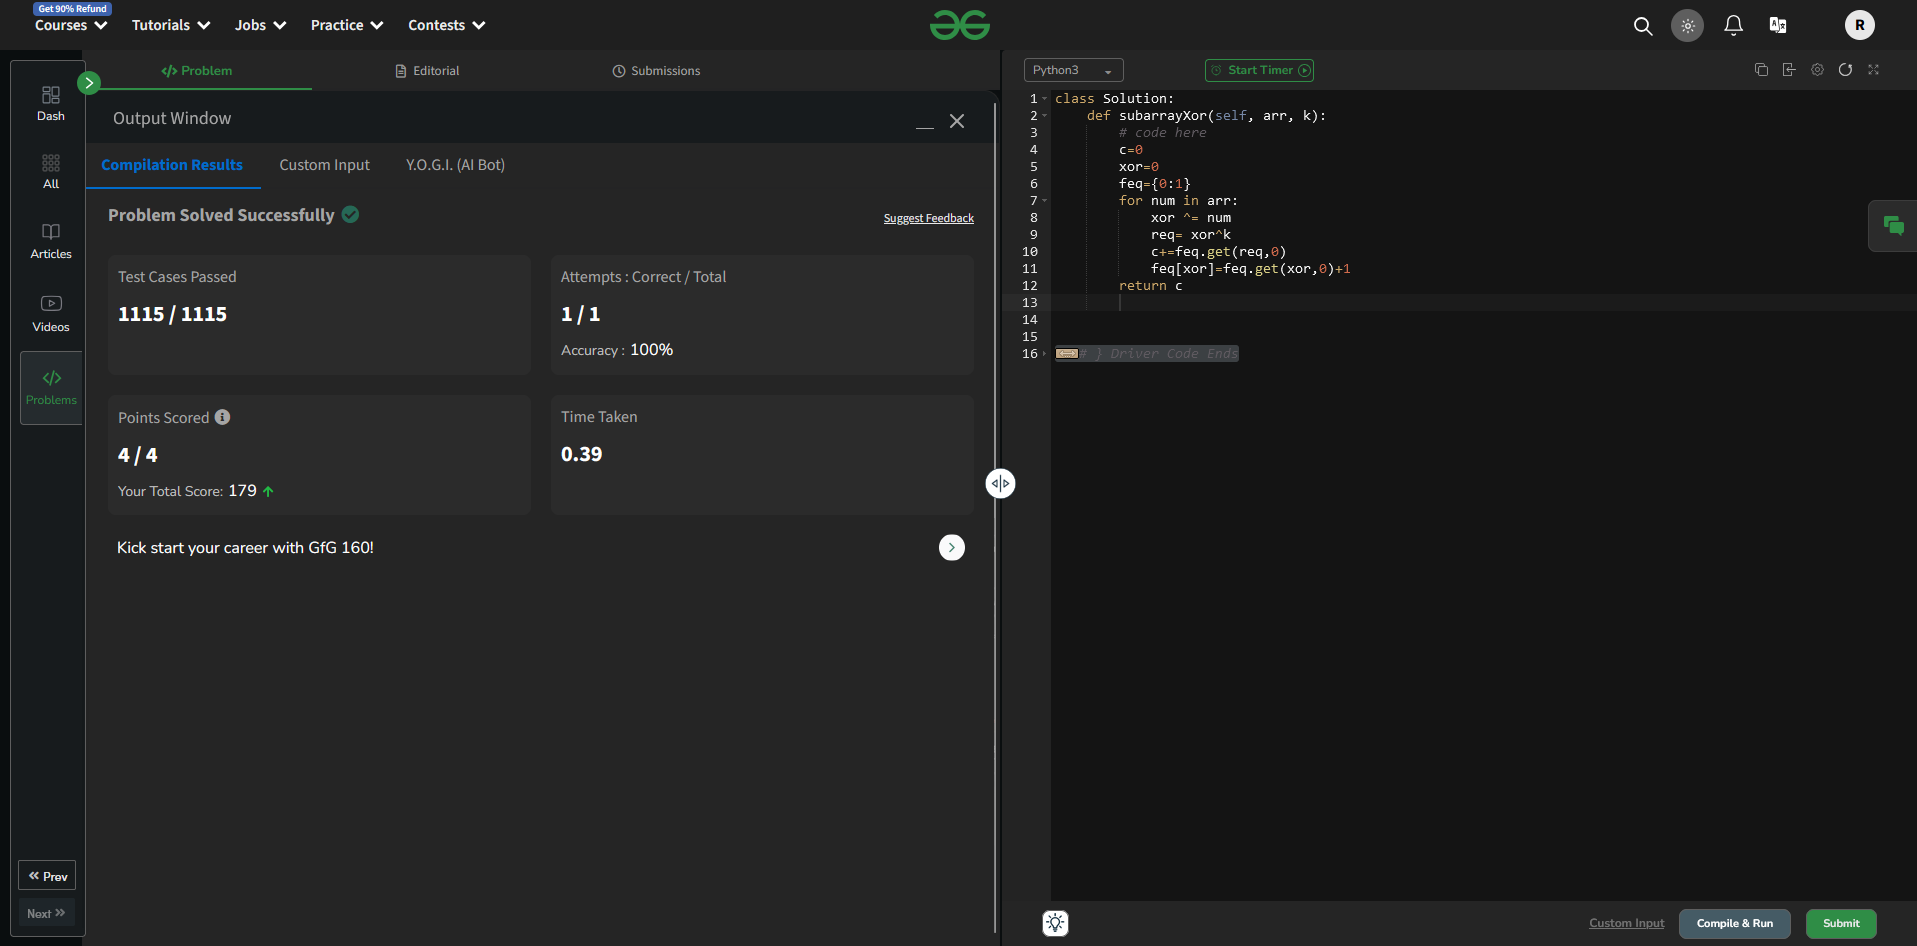 Get 90% Refund
Courses Tutorials Jobs Practice Contests
R
Dash
All
Articles
Videos
Problems
Prev
Next
</> Problem Editorial Submissions
Output Window
Compilation Results Custom Input Y.O.G.I. (AI Bot)
Problem Solved Successfully
Suggest Feedback
Test Cases Passed
1115 / 1115
Attempts : Correct / Total
1 / 1
Accuracy : 100%
Points Scored
4 / 4
Your Total Score: 179
Time Taken
0.39
Kick start your career with GfG 160!
Python3 Start Timer
1 class Solution:
2 def subarrayXor(self, arr, k):
3 # code here
4 c=0
5 xor=0
6 feq={0:1}
7 for num in arr:
8 xor ^= num
9 req= xor^k
10 c+=feq.get(req,0)
11 feq[xor]=feq.get(xor,0)+1
12 return c
13
14
15
16 # } Driver Code Ends
Custom Input Compile & Run Submit